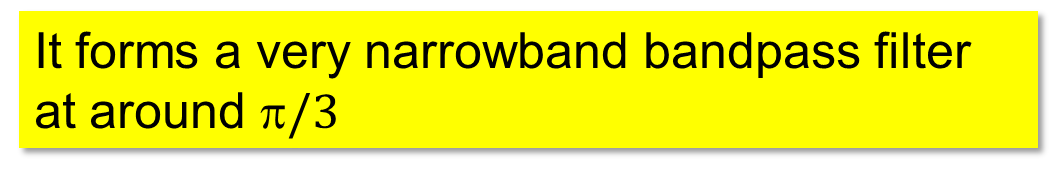 It forms a very narrowband bandpass filter
at around π/3